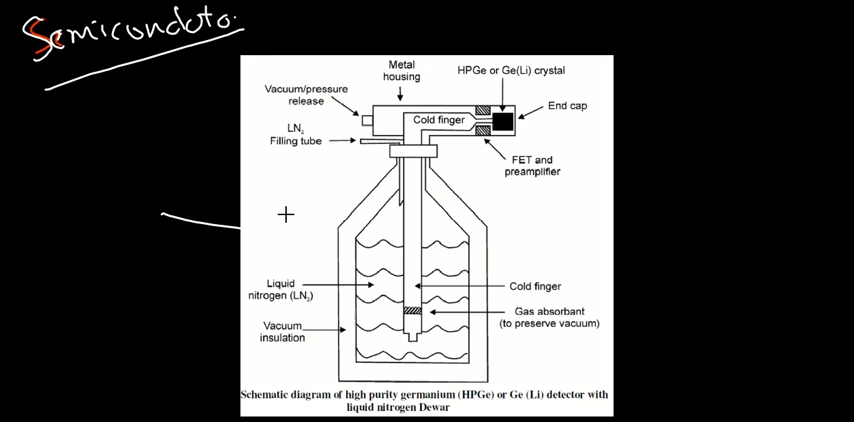 Semicondoto.
Metal
housing
HPGe or Ge(Li) crystal
Vacuum/pressure
release
Cold finger
End cap
LN₂
Filling tube
FET and
preamplifier
Liquid
nitrogen (LN₂)
Cold finger
Gas absorbant
(to preserve vacuum)
Vacuum
insulation
Schematic diagram of high purity germanium (HPGe) or Ge (Li) detector with
liquid nitrogen Dewar